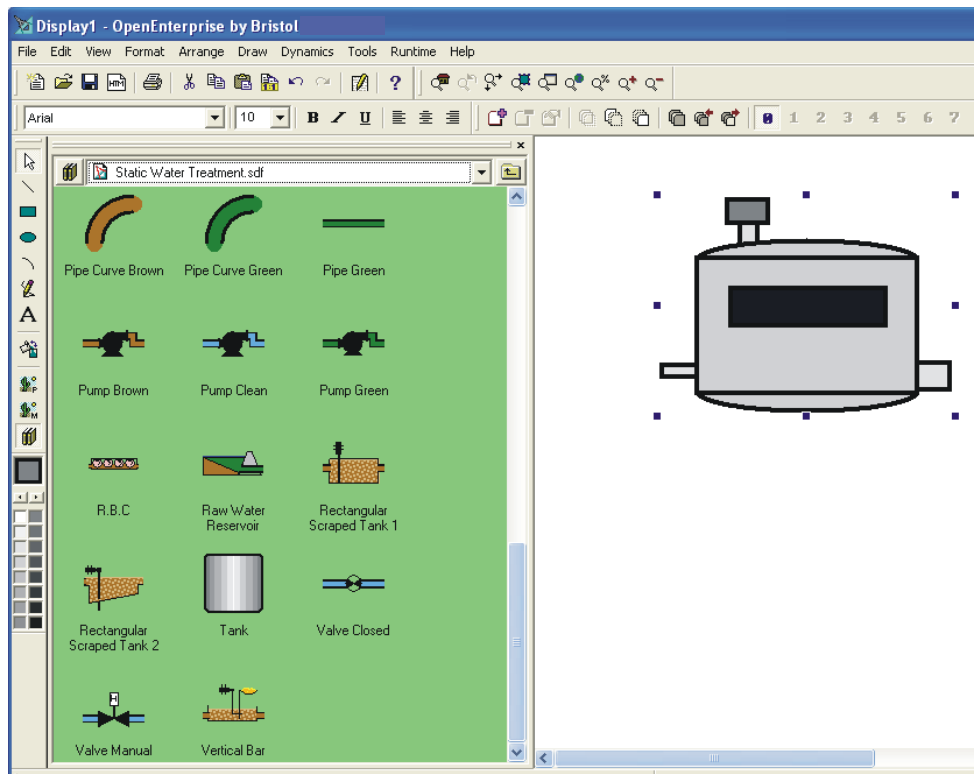 Display1 - OpenEnterprise by Bristol
File Edit View Format Arrange Draw Dynamics Tools Runtime Help
HTM ?
Arial 10 B I U 0 1 2 3 4 5 6 7
Static Water Treatment.sdf
Pipe Curve Brown Pipe Curve Green Pipe Green
A
P
M
Pump Brown Pump Clean Pump Green
R.B.C Raw Water Reservoir Rectangular Scraped Tank 1
Rectangular Scraped Tank 2 Tank Valve Closed
H
Valve Manual Vertical Bar